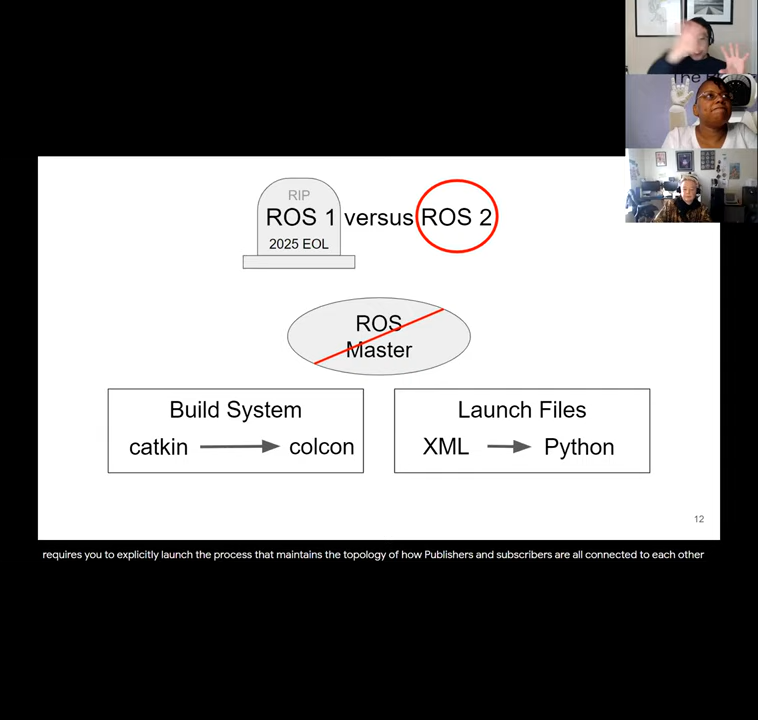 RIP
ROS 1 versus ROS 2
2025 EOL
ROS
Master
Build System
catkin
colcon
Launch Files
XML
Python
12
requires you to explicitly launch the process that maintains the topology of how Publishers and subscribers are all connected to each other